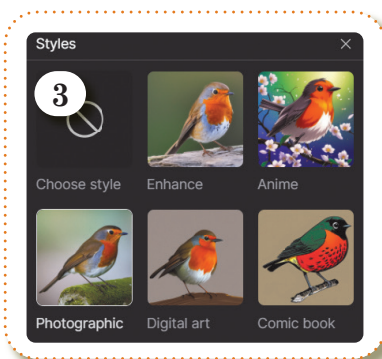 Styles
3
Choose style
Enhance
Anime
Photographic
Digital art
Comic book